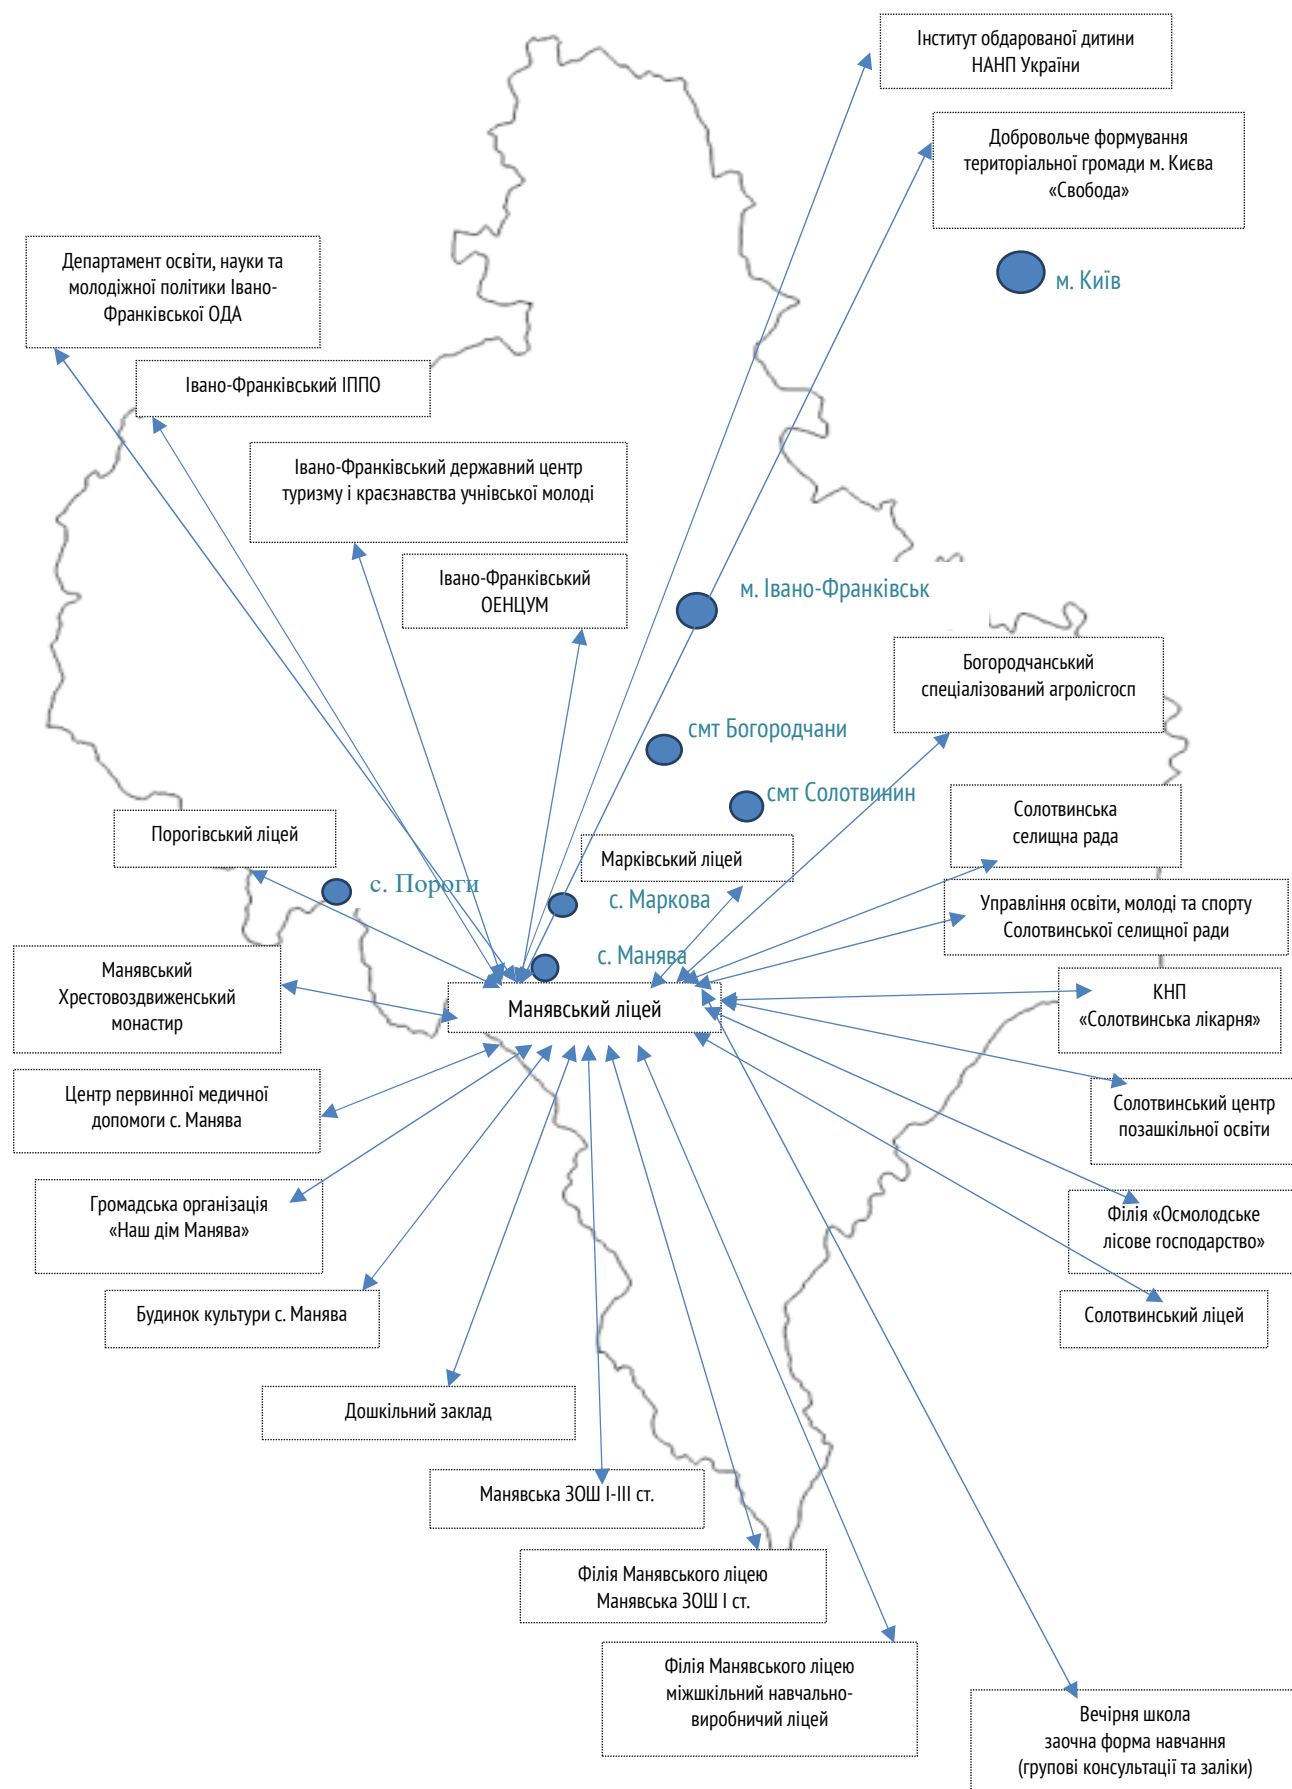 Інститут обдарованої дитини
НАНП України
Добровольче формування
територіальної громади м. Києва
«Свобода»
Департамент освіти, науки та
молодіжної політики Івано-
Франківської ОДА
м. Київ
Івано-Франківський ІППО
Івано-Франківський державний центр
туризму і краєзнавства учнівської молоді
Івано-Франківський
ОЕНЦУМ
м. Івано-Франківськ
Богородчанський
спеціалізований агролісгосп
смт Богородчани
смт Солотвинин
Порогівський ліцей
Марківський ліцей
Солотвинська
селищна рада
с. Пороги
с. Маркова
Управління освіти, молоді та спорту
Солотвинської селищної ради
с. Манява
Манявський
Хрестовоздвиженський
монастир
Манявський ліцей
КНП
«Солотвинська лікарня»
Центр первинної медичної
допомоги с. Манява
Солотвинський центр
позашкільної освіти
Громадська організація
«Наш дім Манява»
Філія «Осмолодське
лісове господарство»
Будинок культури с. Манява
Солотвинський ліцей
Дошкільний заклад
Манявська ЗОШ І-ІІІ ст.
Філія Манявського ліцею
Манявська ЗОШ І ст.
Філія Манявського ліцею
міжшкільний навчально-
виробничий ліцей
Вечірня школа
заочна форма навчання
(групові консультації та заліки)